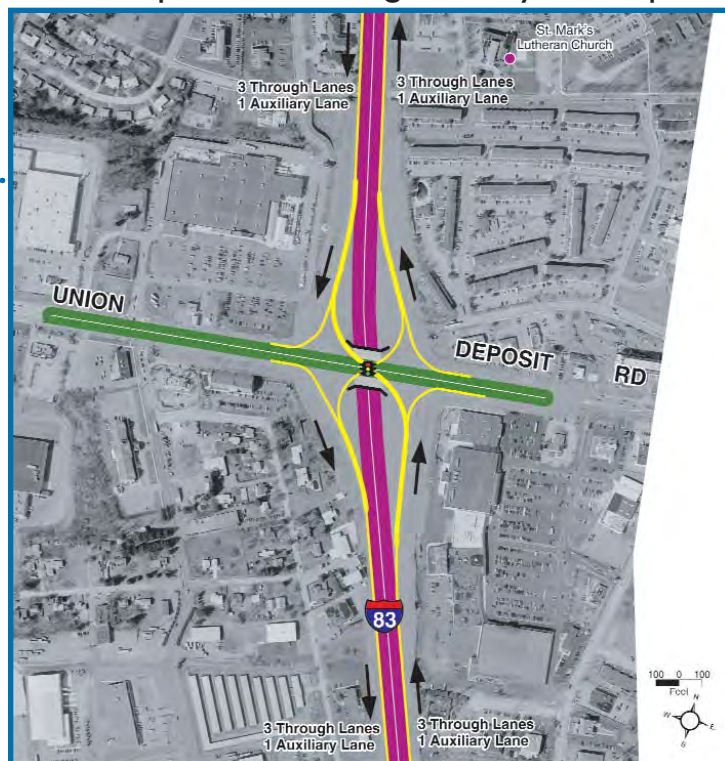 St. Mark's
Lutheran Church
3 Through Lanes
1 Auxiliary Lane
3 Through Lanes
1 Auxiliary Lane
UNION
DEPOSIT
RD
83
100 0 100
Feet
N
W
E
S
3 Through Lanes
1 Auxiliary Lane
3 Through Lanes
1 Auxiliary Lane